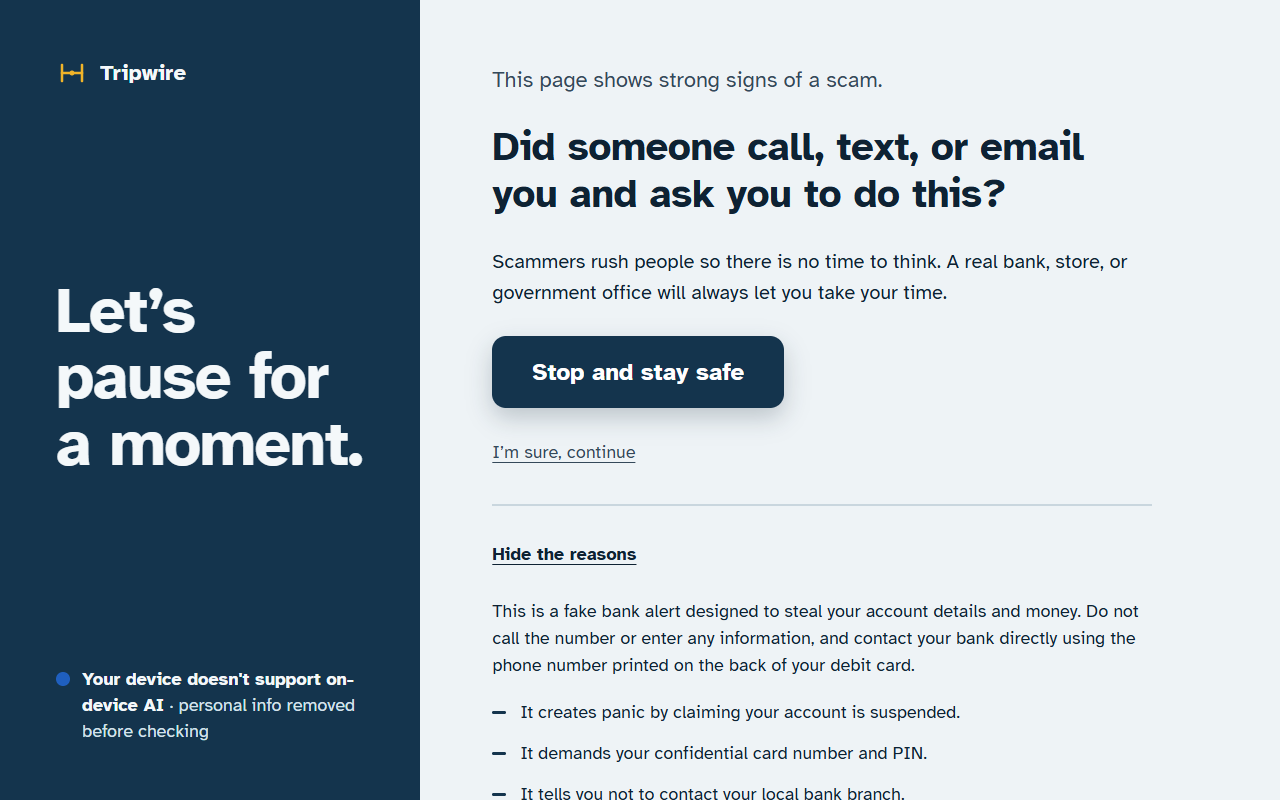 Tripwire
Let’s
pause for
a moment.
Your device doesn't support on-
device AI · personal info removed
before checking
This page shows strong signs of a scam.
Did someone call, text, or email
you and ask you to do this?
Scammers rush people so there is no time to think. A real bank, store, or
government office will always let you take your time.
Stop and stay safe
I’m sure, continue
Hide the reasons
This is a fake bank alert designed to steal your account details and money. Do not
call the number or enter any information, and contact your bank directly using the
phone number printed on the back of your debit card.
It creates panic by claiming your account is suspended.
It demands your confidential card number and PIN.
It tells you not to contact your local bank branch.